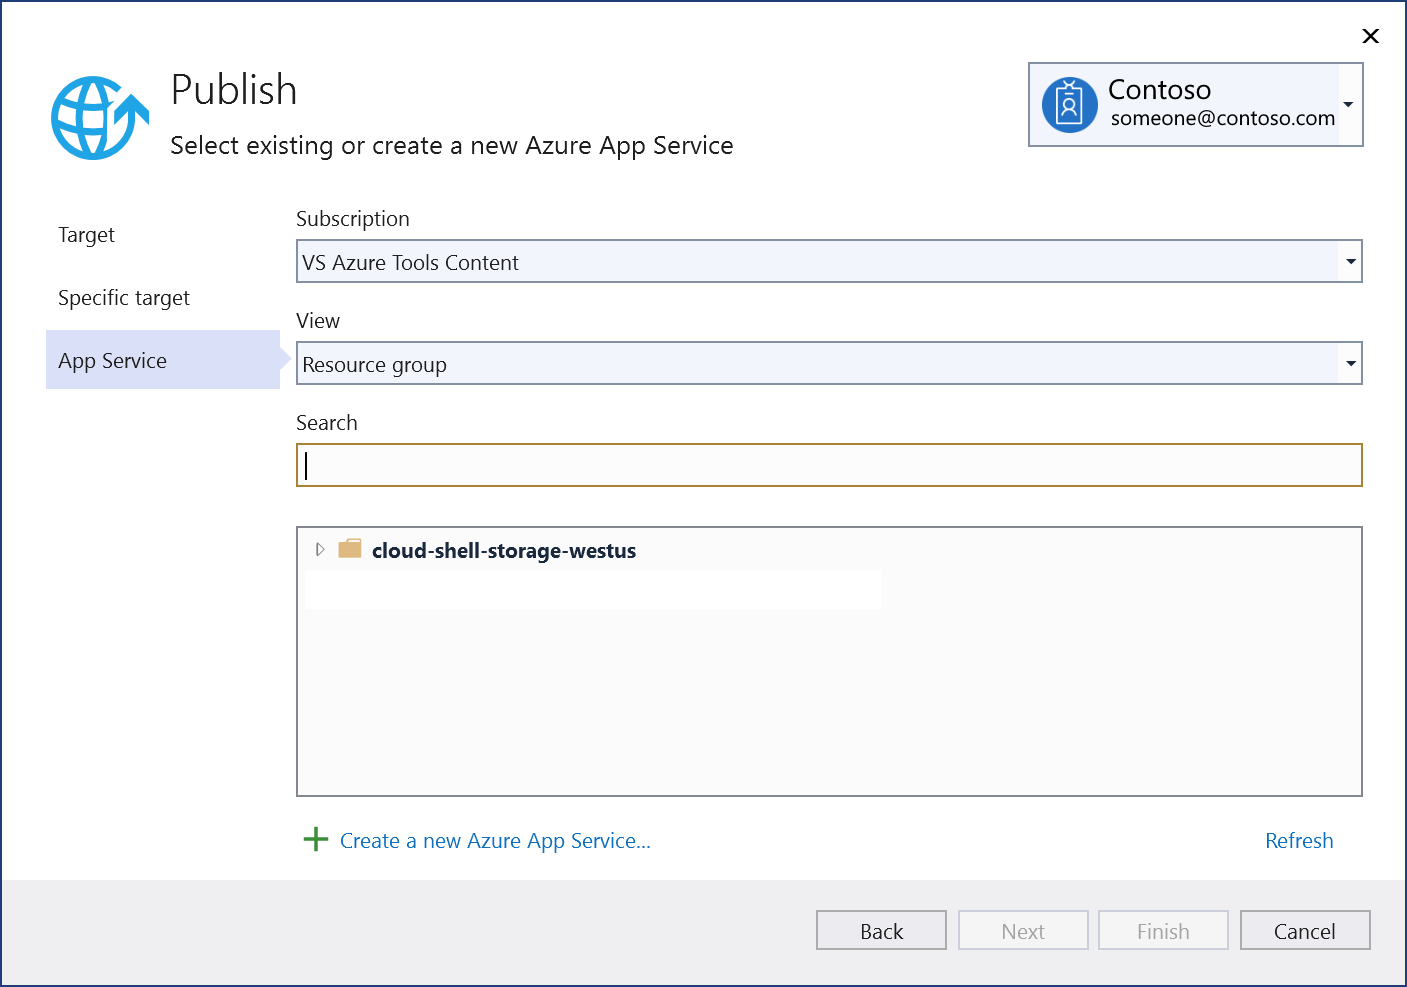 Publish
Select existing or create a new Azure App Service
Contoso
someone@contoso.com
Target
Specific target
App Service
Subscription
VS Azure Tools Content
View
Resource group
Search
cloud-shell-storage-westus
Create a new Azure App Service...
Refresh
Back
Next
Finish
Cancel